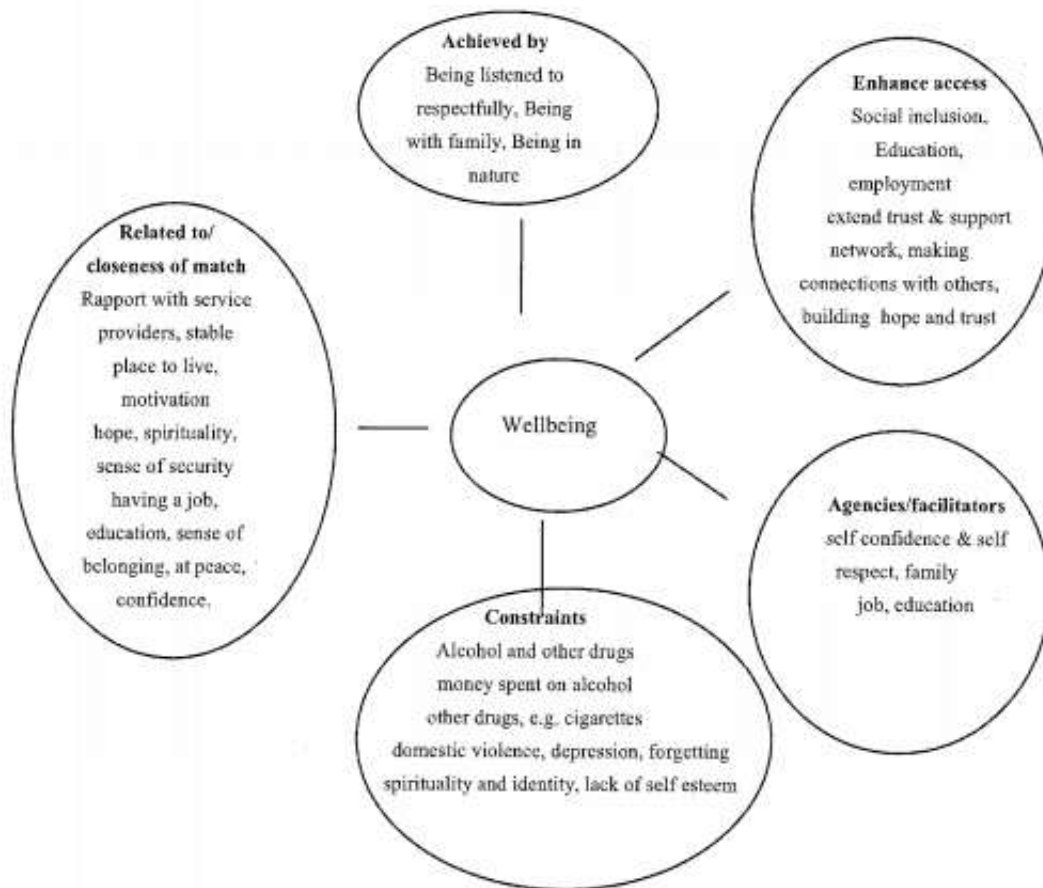 Achieved by
Being listened to
respectfully, Being
with family, Being in
nature
Enhance access
Social inclusion,
Education,
employment
extend trust & support
network, making
connections with others,
building hope and trust
Related to/
closeness of match
Rapport with service
providers, stable
place to live,
motivation
hope, spirituality,
sense of security
having a job,
education, sense of
belonging, at peace,
confidence.
Wellbeing
Agencies/facilitators
self confidence & self
respect, family
job, education
Constraints
Alcohol and other drugs
money spent on alcohol
other drugs, e.g. cigarettes
domestic violence, depression, forgetting
spirituality and identity, lack of self esteem